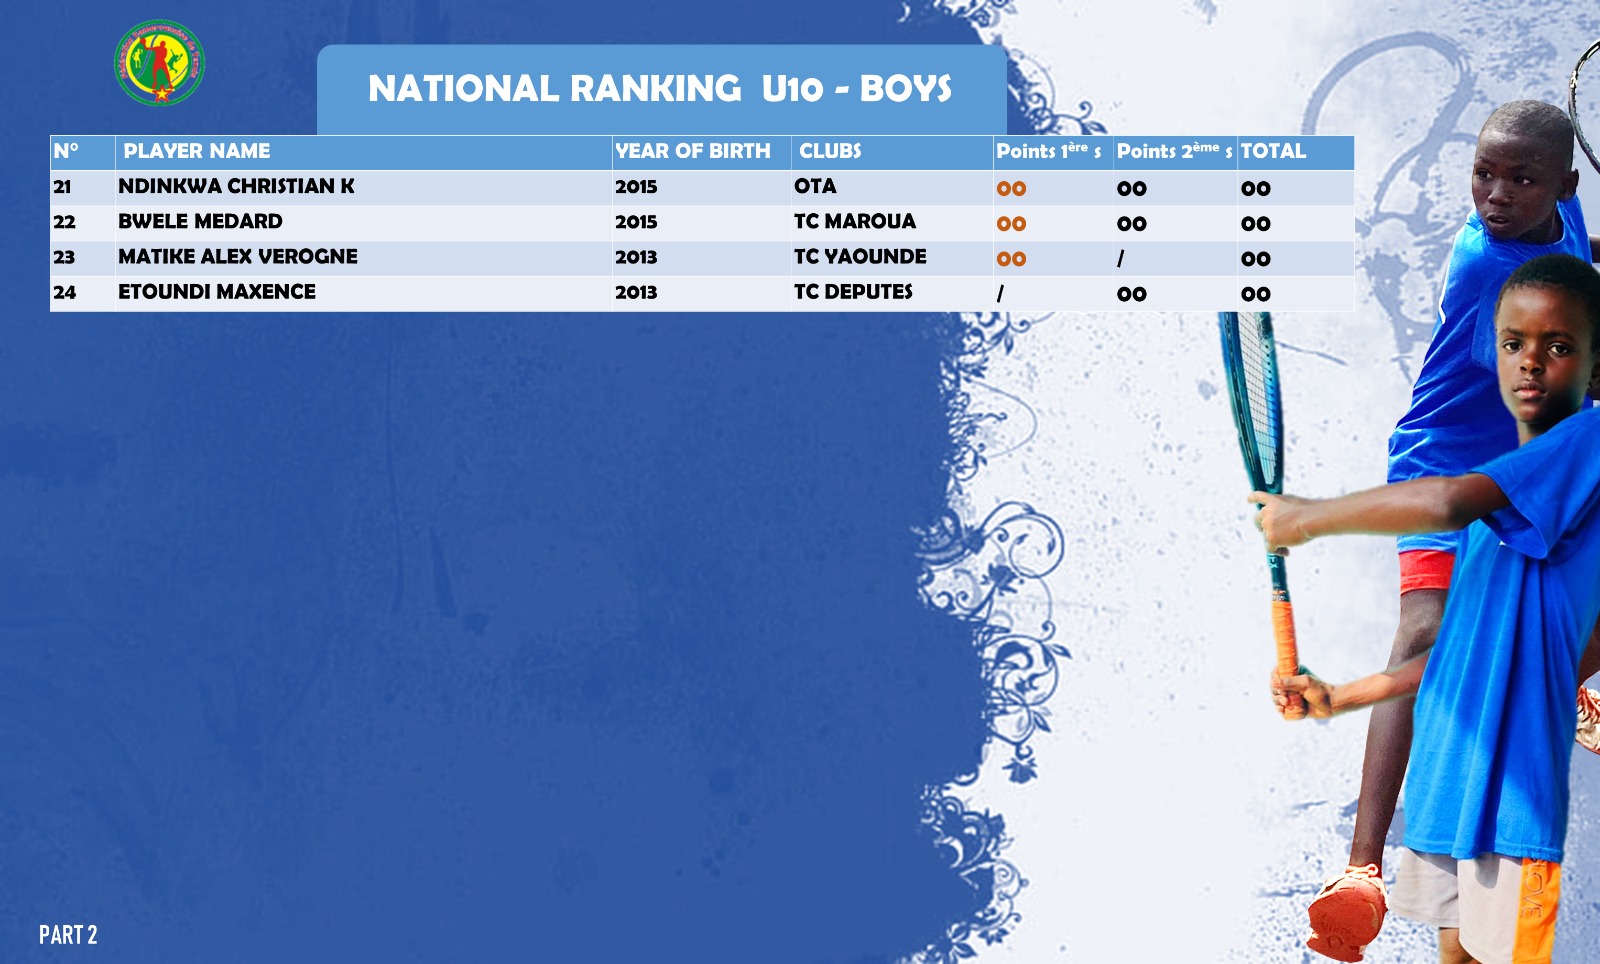 NATIONAL RANKING U10 - BOYS
N° PLAYER NAME YEAR OF BIRTH CLUBS Points 1ère s Points 2ème s TOTAL
21 NDINKWA CHRISTIAN K 2015 OTA 00 00 00
22 BWELE MEDARD 2015 TC MAROUA 00 00 00
23 MATIKE ALEX VEROGNE 2013 TC YAOUNDE 00 / 00
24 ETOUNDI MAXENCE 2013 TC DEPUTES / 00 00
PART 2